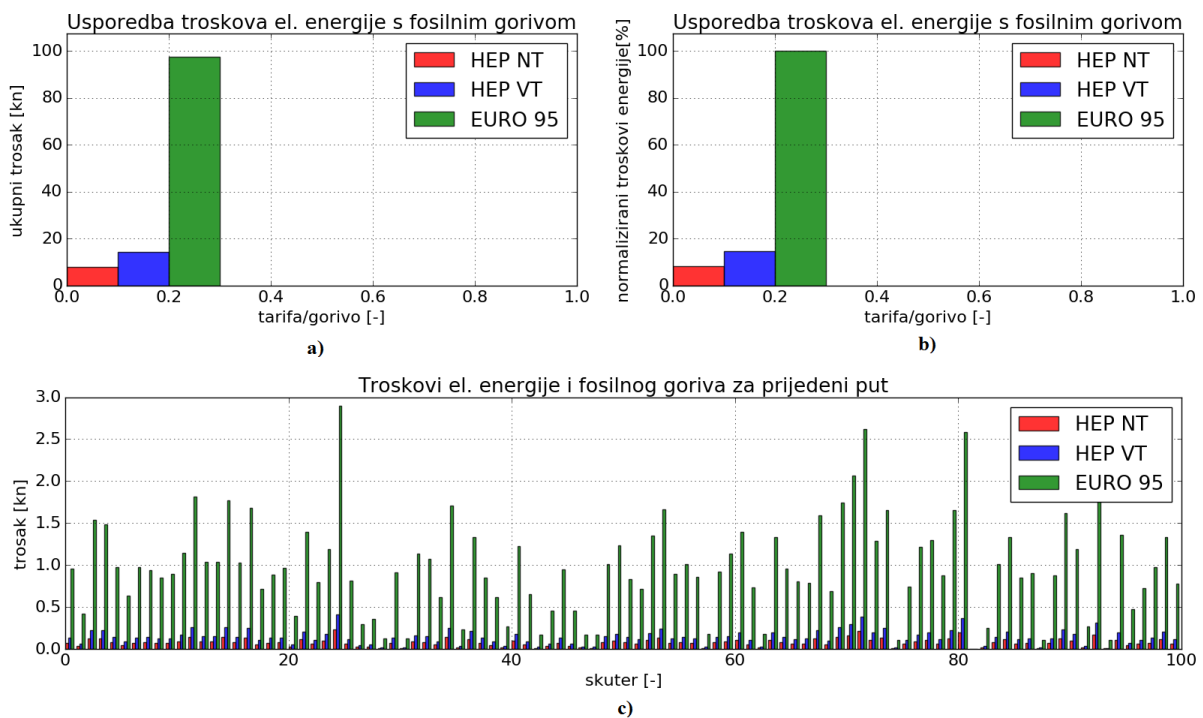 Usporedba troskova el. energije s fosilnim gorivom
ukupni trosak [kn]
100
80
60
40
20
0
HEP NT
HEP VT
EURO 95
0.0 0.2 0.4 0.6 0.8 1.0
tarifa/gorivo [-]
a)
Usporedba troskova el. energije s fosilnim gorivom
normalizirani troskovi energije[%]
100
80
60
40
20
0
HEP NT
HEP VT
EURO 95
0.0 0.2 0.4 0.6 0.8 1.0
tarifa/gorivo [-]
b)
Troskovi el. energije i fosilnog goriva za prijedeni put
trosak [kn]
3.0
2.5
2.0
1.5
1.0
0.5
0.0
HEP NT
HEP VT
EURO 95
0 20 40 60 80 100
skuter [-]
c)